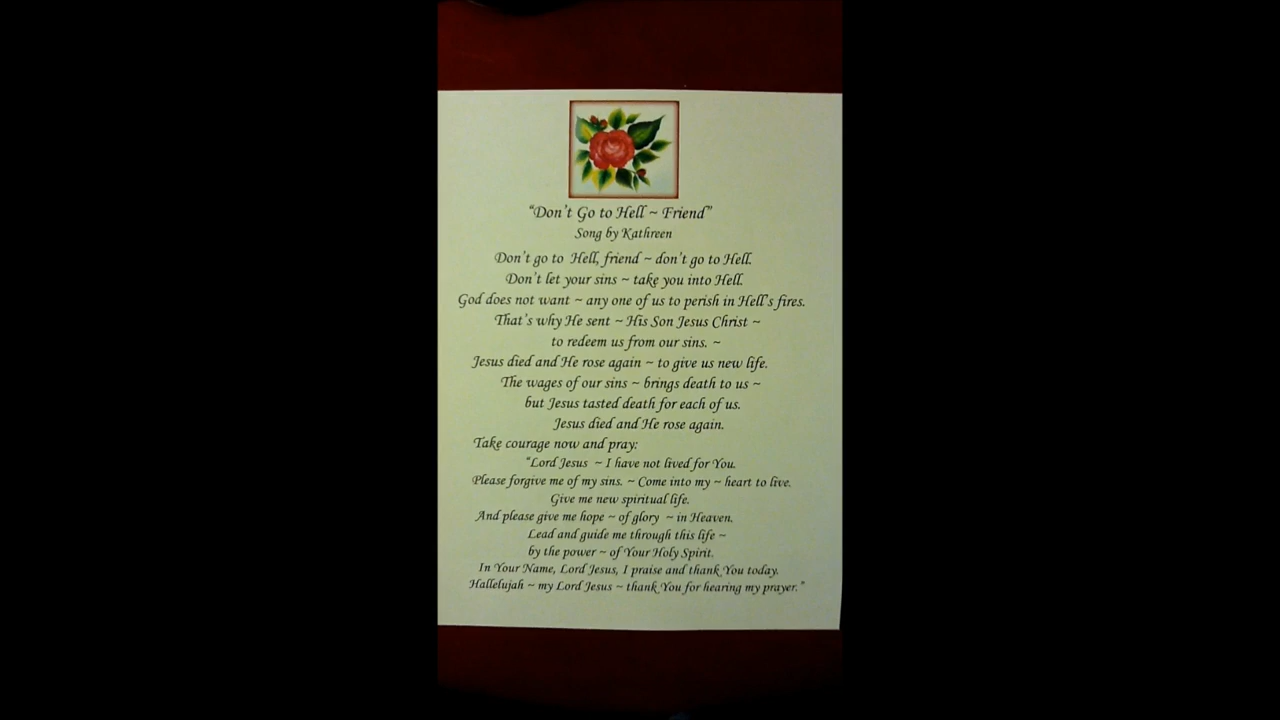 “Don’t Go to Hell ~ Friend”
Song by Kathreen
Don’t go to Hell, friend ~ don’t go to Hell.
Don’t let your sins ~ take you into Hell.
God does not want ~ any one of us to perish in Hell’s fires.
That’s why He sent ~ His Son Jesus Christ ~
to redeem us from our sins. ~
Jesus died and He rose again ~ to give us new life.
The wages of our sins ~ brings death to us ~
but Jesus tasted death for each of us.
Jesus died and He rose again.
Take courage now and pray:
“Lord Jesus ~ I have not lived for You.
Please forgive me of my sins. ~ Come into my ~ heart to live.
Give me new spiritual life.
And please give me hope ~ of glory ~ in Heaven.
Lead and guide me through this life ~
by the power ~ of Your Holy Spirit.
In Your Name, Lord Jesus, I praise and thank You today.
Hallelujah ~ my Lord Jesus ~ thank You for hearing my prayer.”